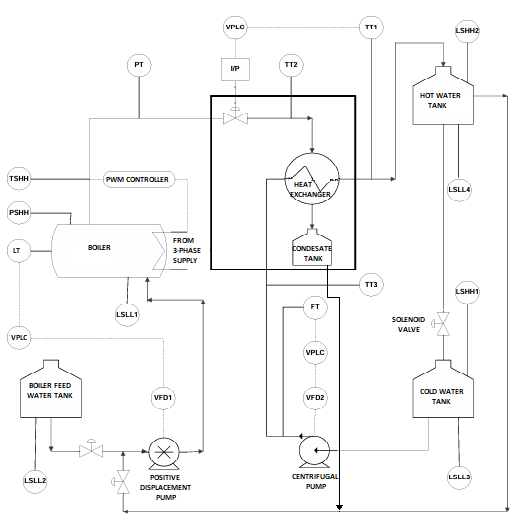 VPLC
TT1
LSHH2
I/P
PT
TT2
HOT WATER
TANK
TSHH
PWM CONTROLLER
HEAT
EXCHANGER
LSLL4
PSHH
LT
BOILER
FROM
3-PHASE
SUPPLY
CONDESATE
TANK
TT3
LSHH1
LSLL1
FT
SOLENOID
VALVE
VPLC
VPLC
BOILER FEED
WATER TANK
VFD1
VFD2
COLD WATER
TANK
LSLL2
POSITIVE
DISPLACEMENT
PUMP
CENTRIFUGAL
PUMP
LSLL3